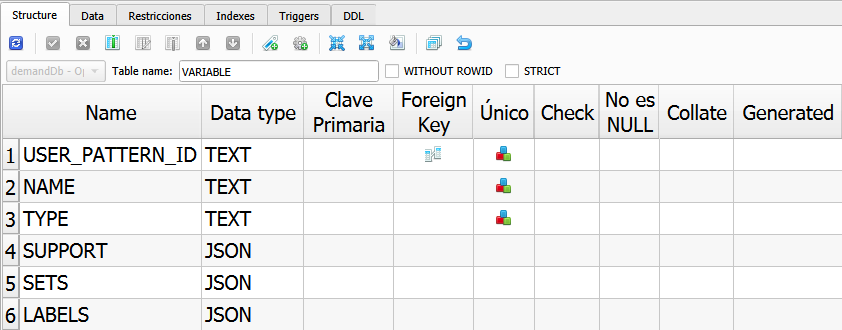 Structure Data Restricciones Indexes Triggers DDL
demandDb - Op Table name: VARIABLE WITHOUT ROWID STRICT
Name Data type Clave Primaria Foreign Key Único Check No es NULL Collate Generated
1 USER_PATTERN_ID TEXT
2 NAME TEXT
3 TYPE TEXT
4 SUPPORT JSON
5 SETS JSON
6 LABELS JSON